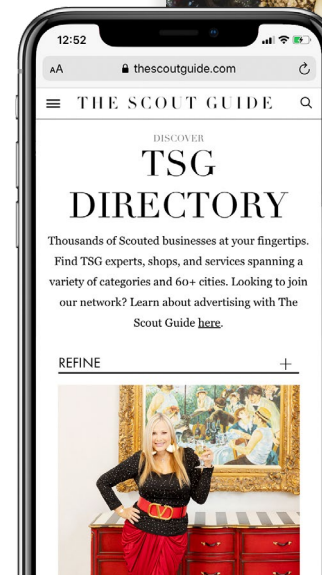 12:52
AA thescoutguide.com
THE SCOUT GUIDE
DISCOVER
TSG
DIRECTORY
Thousands of Scouted businesses at your fingertips.
Find TSG experts, shops, and services spanning a
variety of categories and 60+ cities. Looking to join
our network? Learn about advertising with The
Scout Guide here.
REFINE